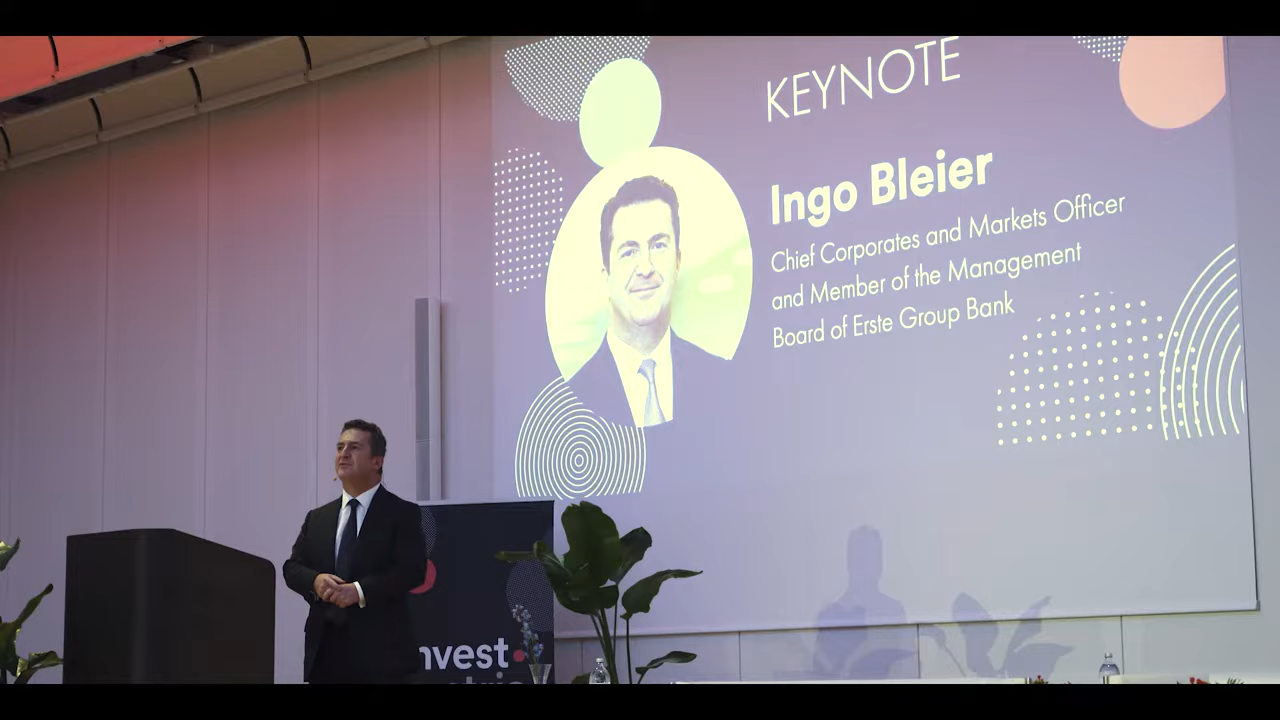 KEYNOTE
Ingo Bleier
Chief Corporates and Markets Officer
and Member of the Management
Board of Erste Group Bank
nvest